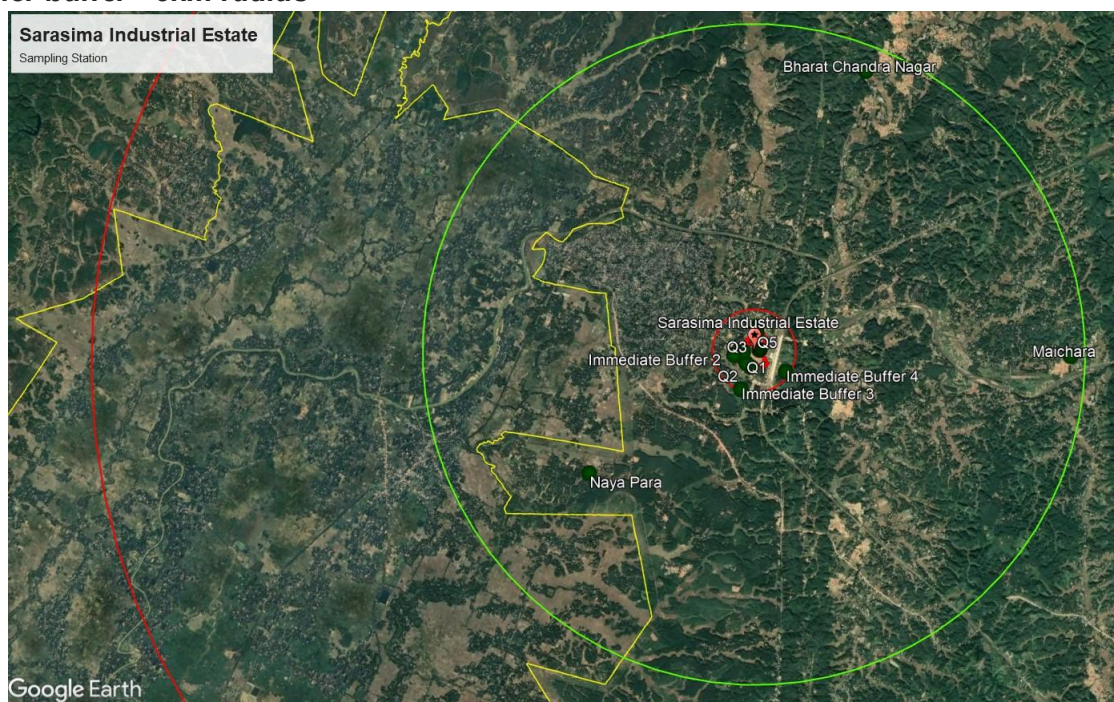 Sarasima Industrial Estate
Sampling Station
Bharat Chandra Nagar
Sarasima Industrial Estate
Q3
Q5
Immediate Buffer 2
Q1
Maichara
Q2
Immediate Buffer 4
Immediate Buffer 3
Naya Para
Google Earth